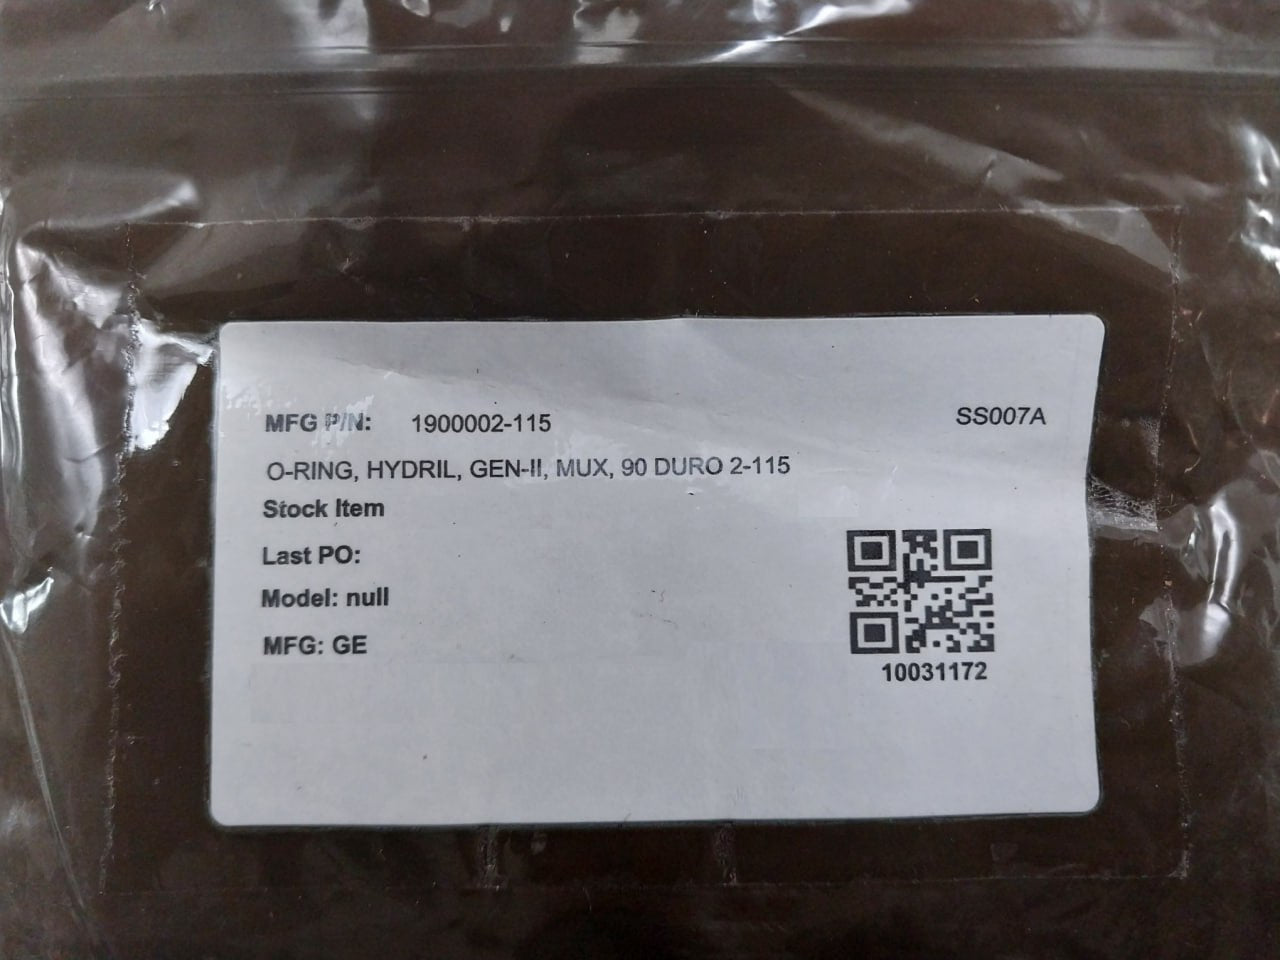 MFG P/N: 1900002-115 SS007A
O-RING, HYDRIL, GEN-II, MUX, 90 DURO 2-115
Stock Item
Last PO:
Model: null
MFG: GE
10031172